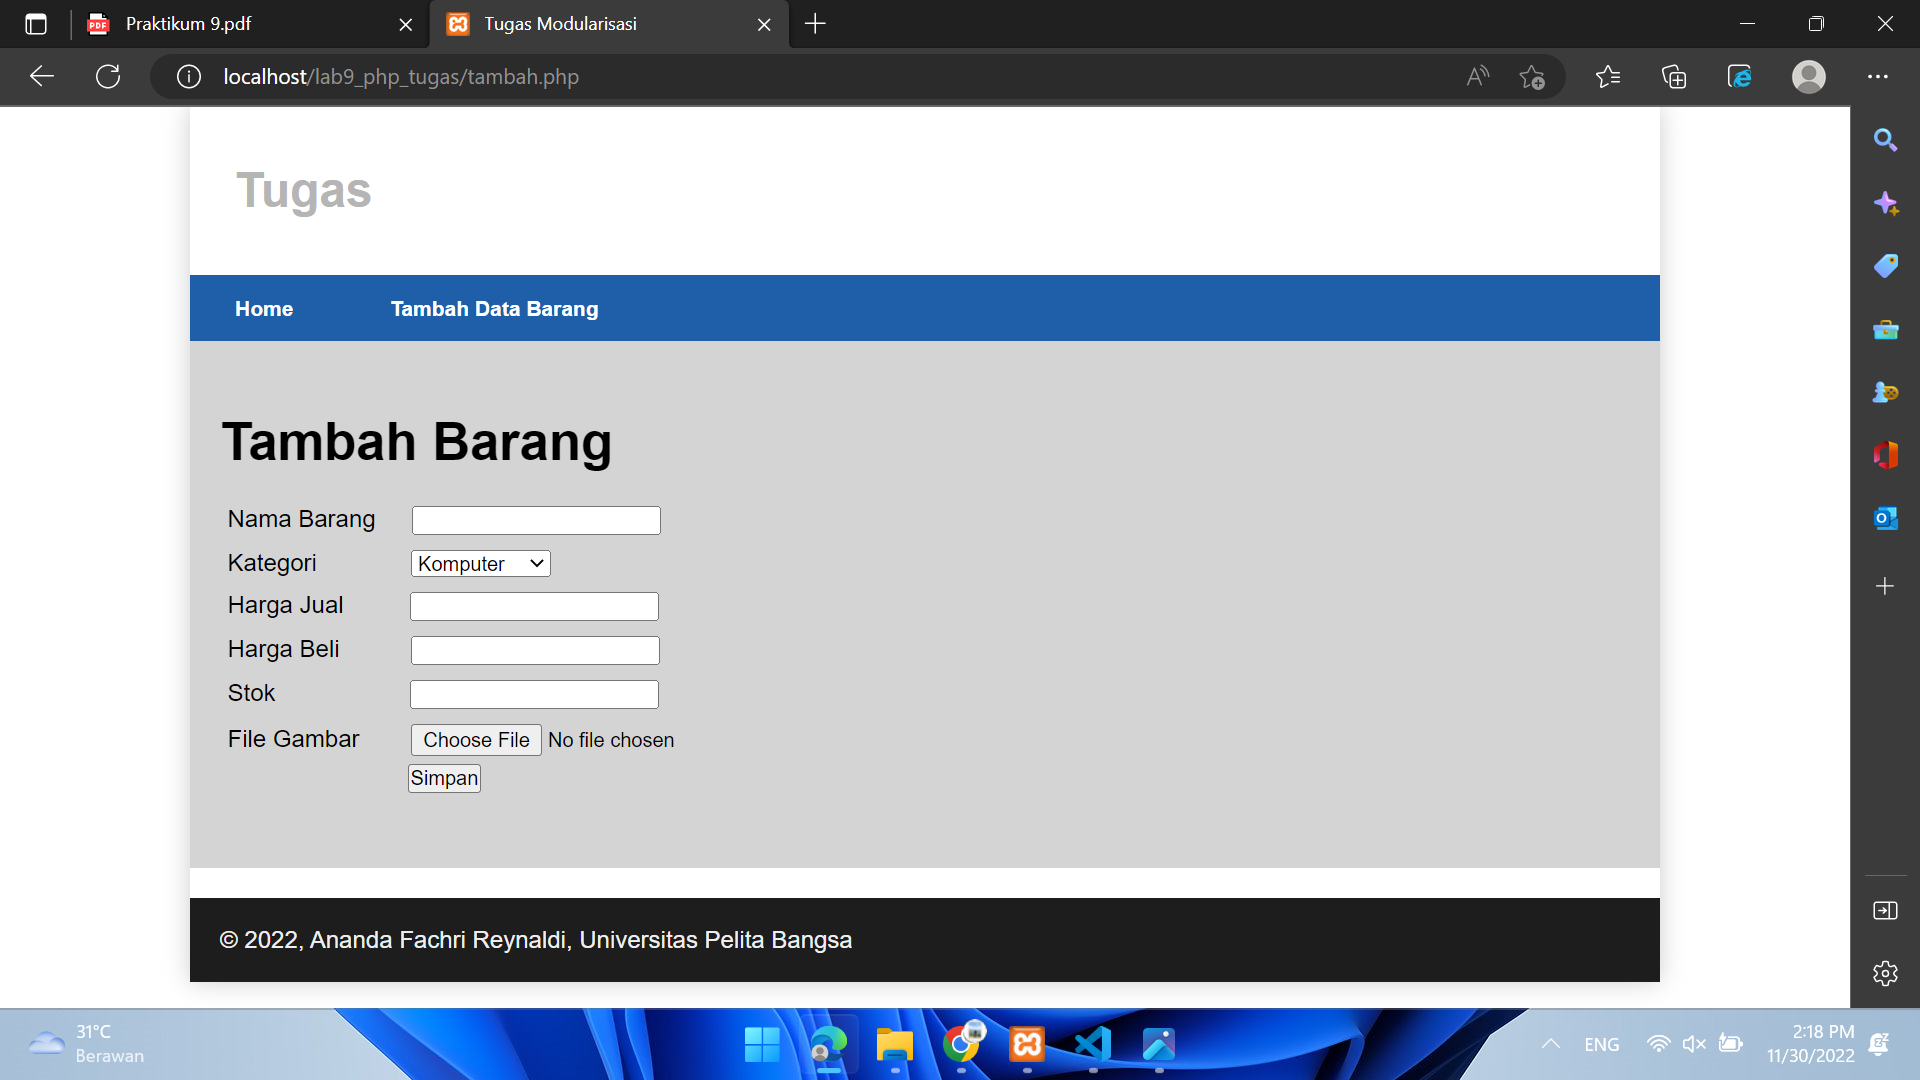 Praktikum 9.pdf
Tugas Modularisasi
localhost/lab9_php_tugas/tambah.php
Tugas
Home Tambah Data Barang
Tambah Barang
Nama Barang
Kategori Komputer
Harga Jual
Harga Beli
Stok
File Gambar Choose File No file chosen
Simpan
© 2022, Ananda Fachri Reynaldi, Universitas Pelita Bangsa
31°C
Berawan
ENG
2:18 PM
11/30/2022